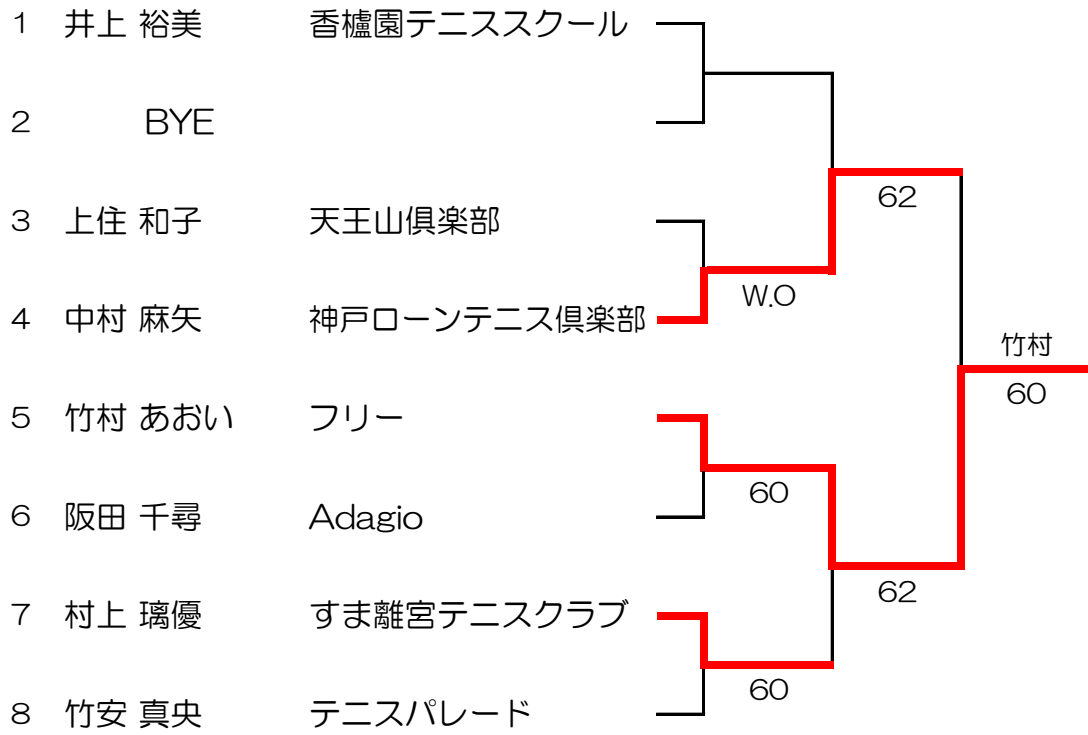 1 井上 裕美 香櫨園テニススクール
2 BYE
62
3 上住 和子 天王山倶楽部
W.O
4 中村 麻矢 神戸ローンテニス倶楽部
竹村
60
5 竹村 あおい フリー
60
6 阪田 千尋 Adagio
62
7 村上 璃優 すま離宮テニスクラブ
60
8 竹安 真央 テニスパレード